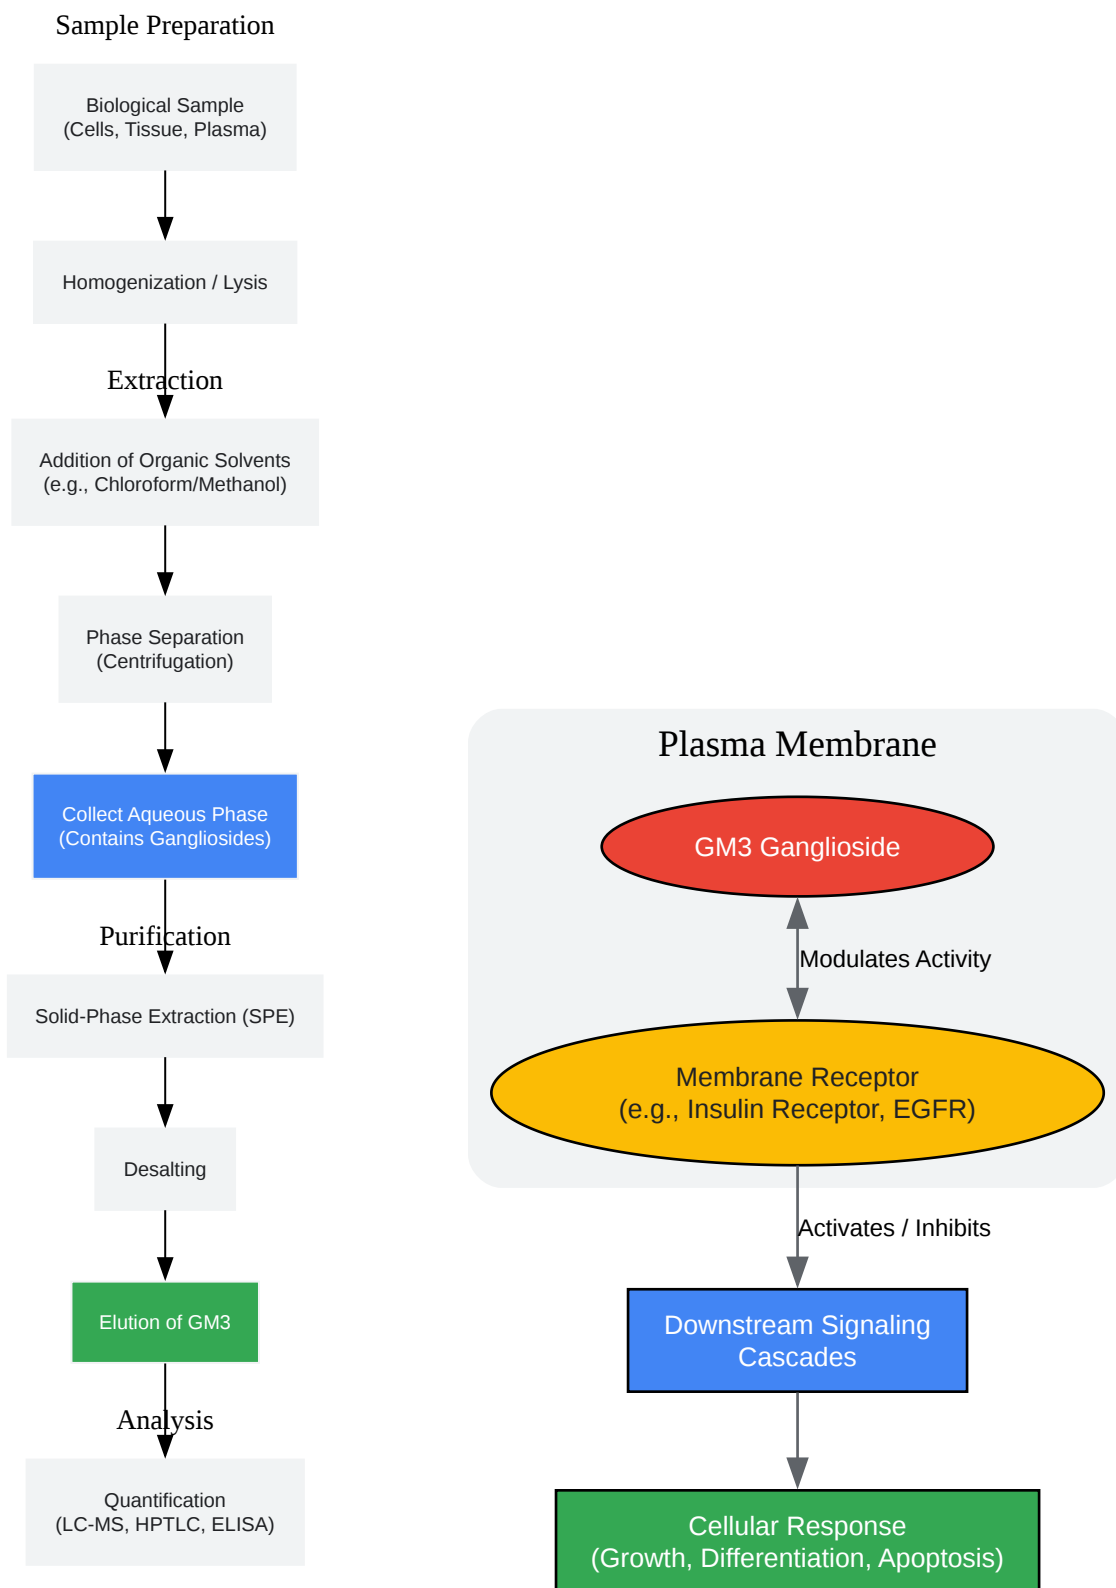 Sample Preparation
Biological Sample
(Cells, Tissue, Plasma)
Homogenization / Lysis
Extraction
Addition of Organic Solvents
(e.g., Chloroform/Methanol)
Phase Separation
(Centrifugation)
Collect Aqueous Phase
(Contains Gangliosides)
Purification
Solid-Phase Extraction (SPE)
Desalting
Elution of GM3
Analysis
Quantification
(LC-MS, HPTLC, ELISA)
Plasma Membrane
GM3 Ganglioside
Modulates Activity
Membrane Receptor
(e.g., Insulin Receptor, EGFR)
Activates / Inhibits
Downstream Signaling
Cascades
Cellular Response
(Growth, Differentiation, Apoptosis)